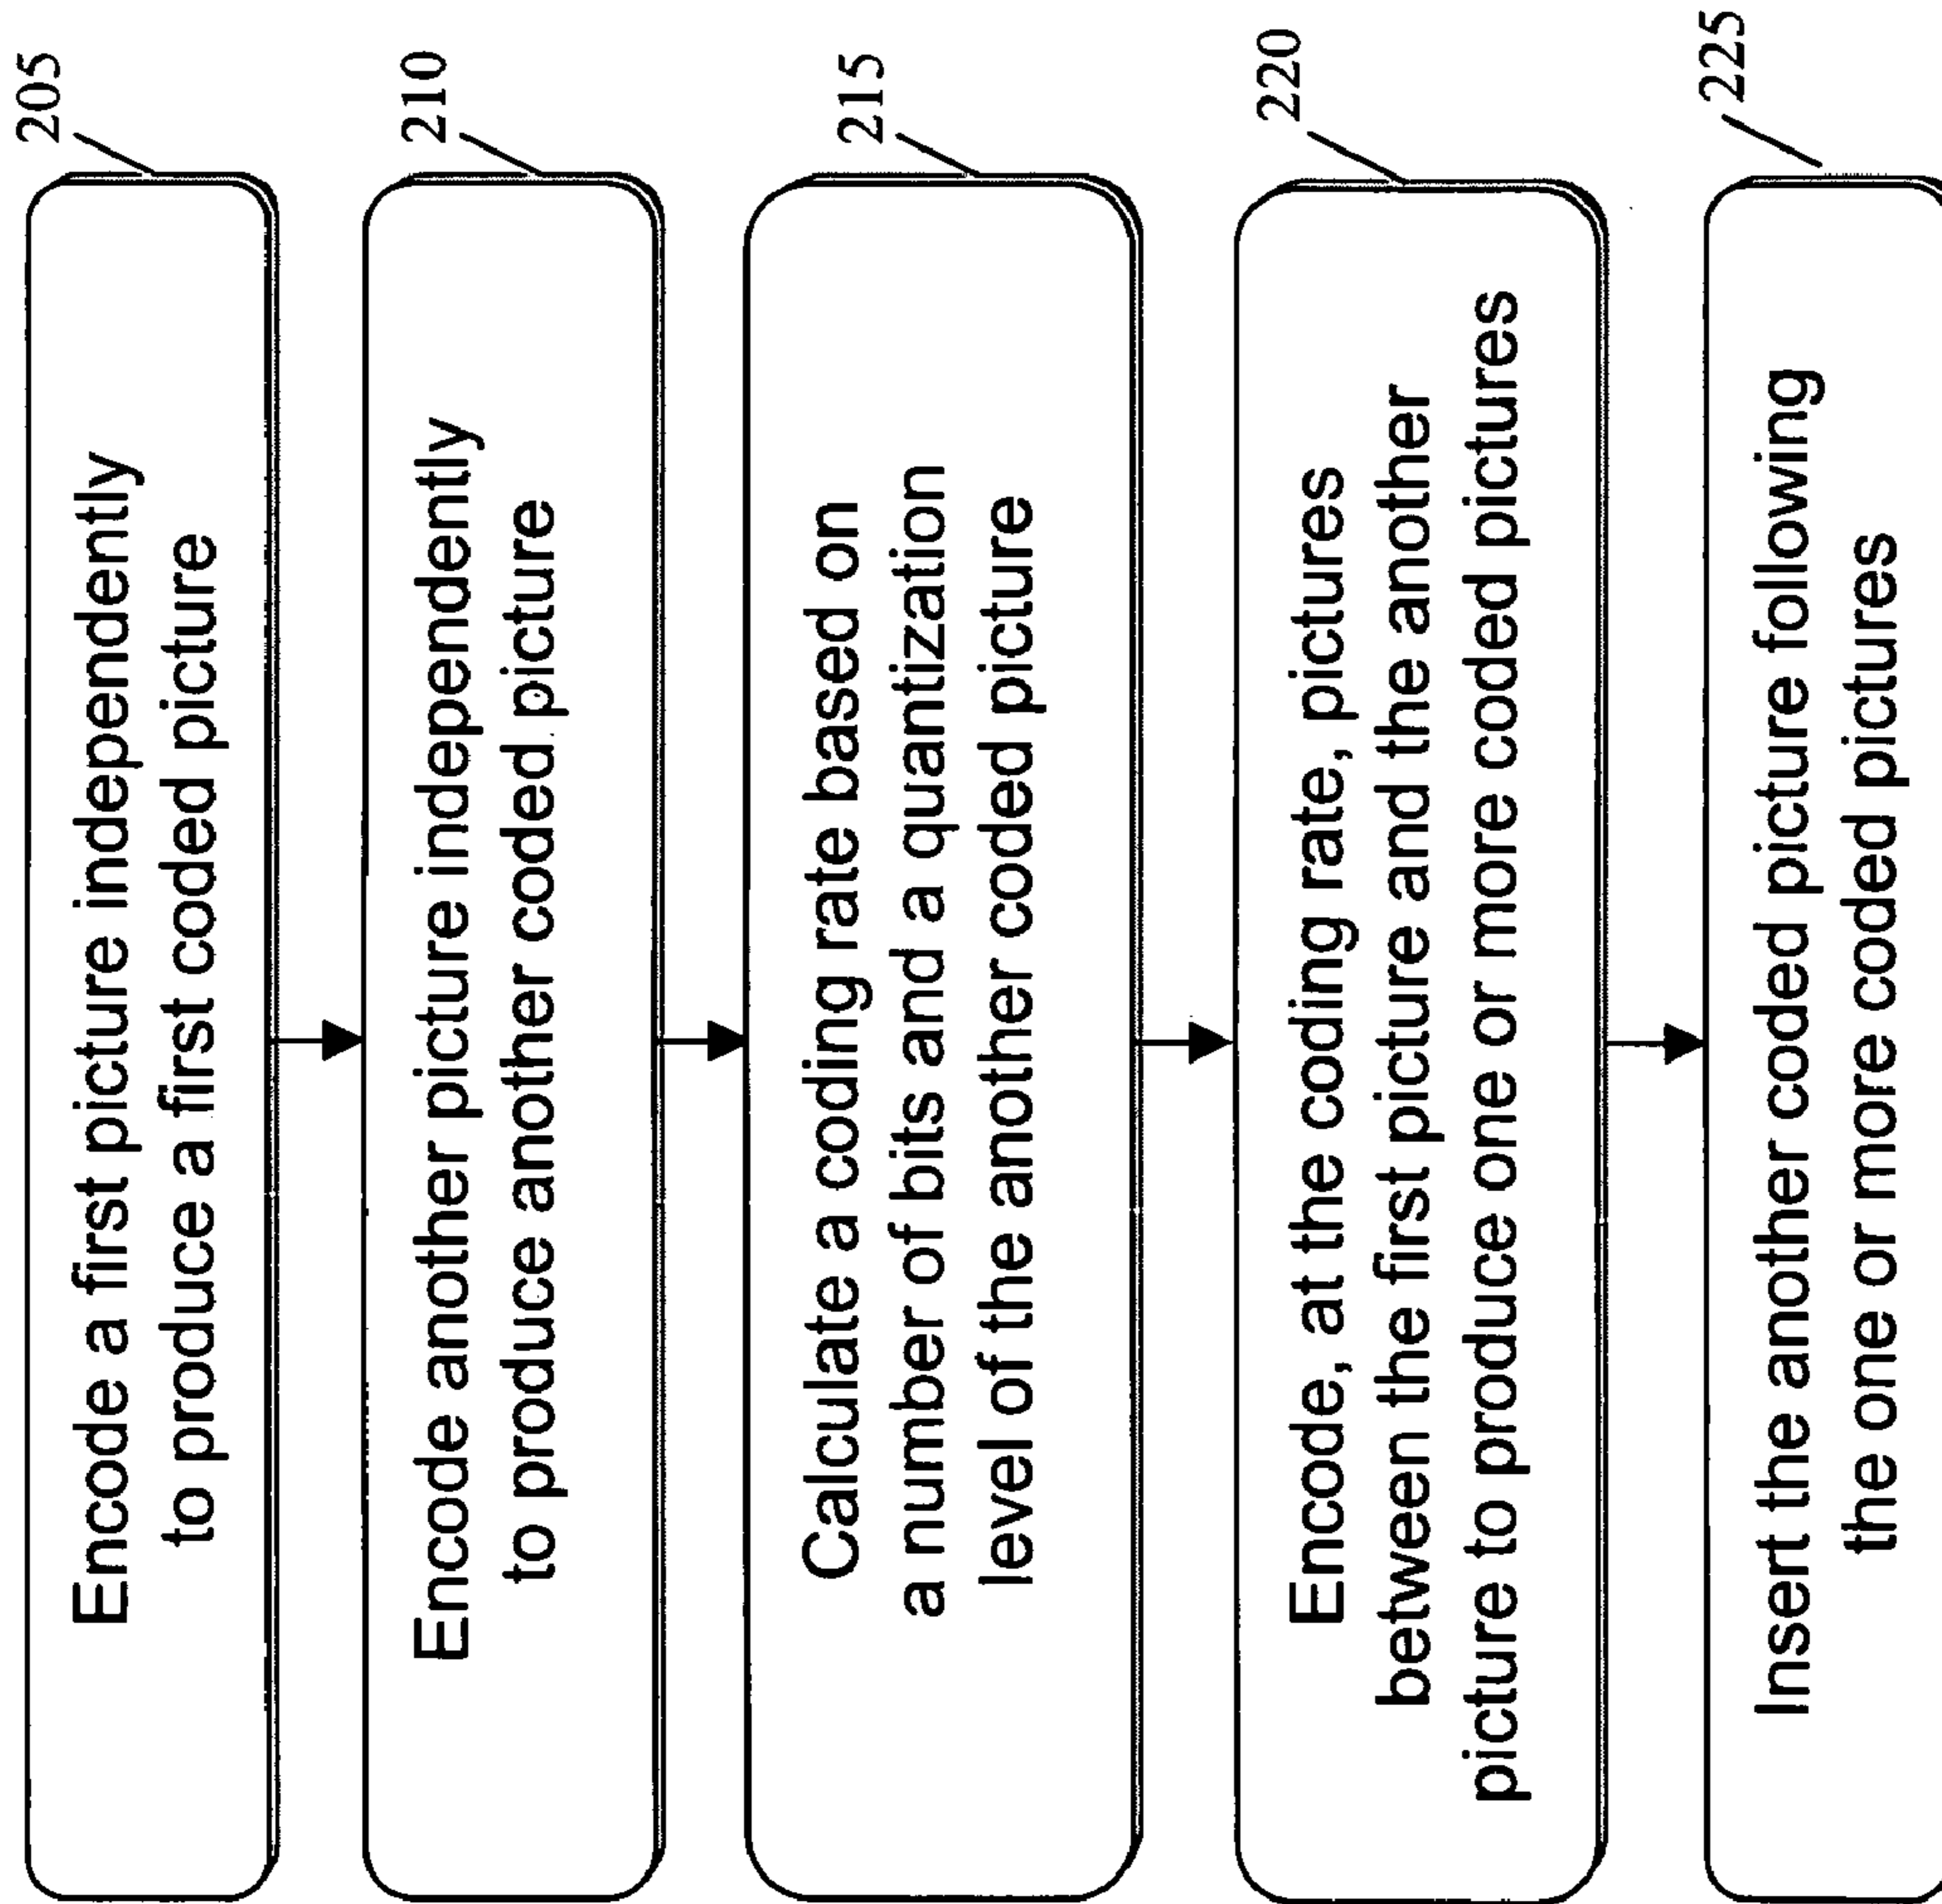 205
Encode a first picture independently
to produce a first coded picture
210
Encode another picture independently
to produce another coded picture
215
Calculate a coding rate based on
a number of bits and a quantization
level of the another coded picture
220
Encode, at the coding rate, pictures
between the first picture and the another
picture to produce one or more coded pictures
225
Insert the another coded picture following
the one or more coded pictures